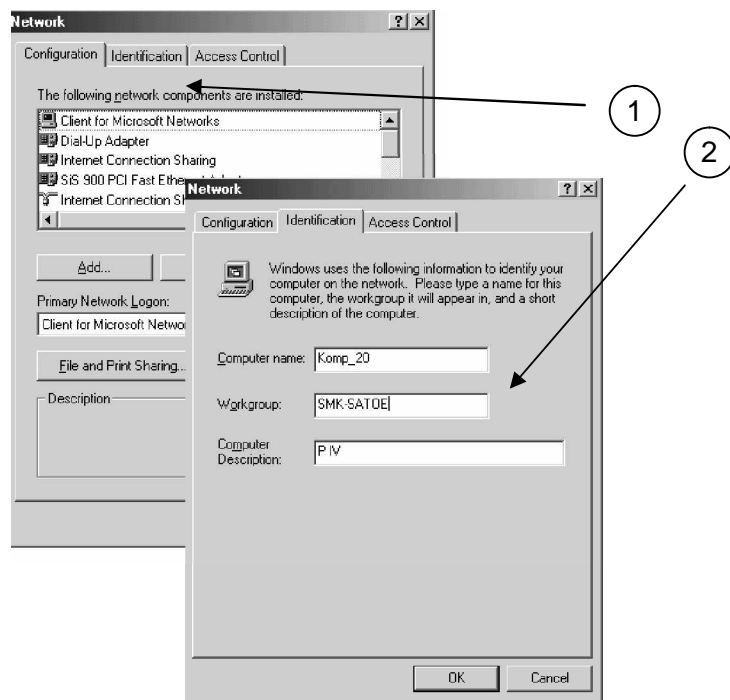 Network
Configuration Identification Access Control
The following network components are installed:
Client for Microsoft Networks
Dial-Up Adapter
Internet Connection Sharing
SiS 900 PCI Fast Ethernet
Internet Connection
Add...
Primary Network Logon:
Client for Microsoft
File and Print Sharing...
Description
1
2
Network
Configuration Identification Access Control
Windows uses the following information to identify your
computer on the network. Please type a name for this
computer, the workgroup it will appear in, and a short
description of the computer.
Computer name: Komp_20
Workgroup: SMK-SATOE
Computer
Description: P IV
OK Cancel